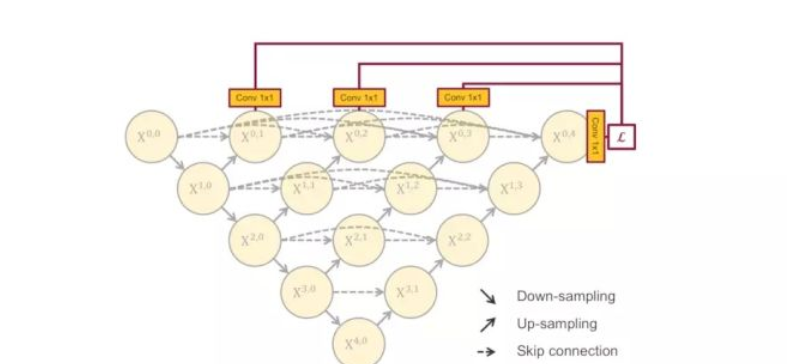 Conv 1x1 Conv 1x1 Conv 1x1
X^0,0 X^0,1 X^0,2 X^0,3 X^0,4 Conv 1x1 ℒ
X^1,0 X^1,1 X^1,2 X^1,3
X^2,0 X^2,1 X^2,2
X^3,0 X^3,1
Down-sampling
Up-sampling
X^4,0
Skip connection